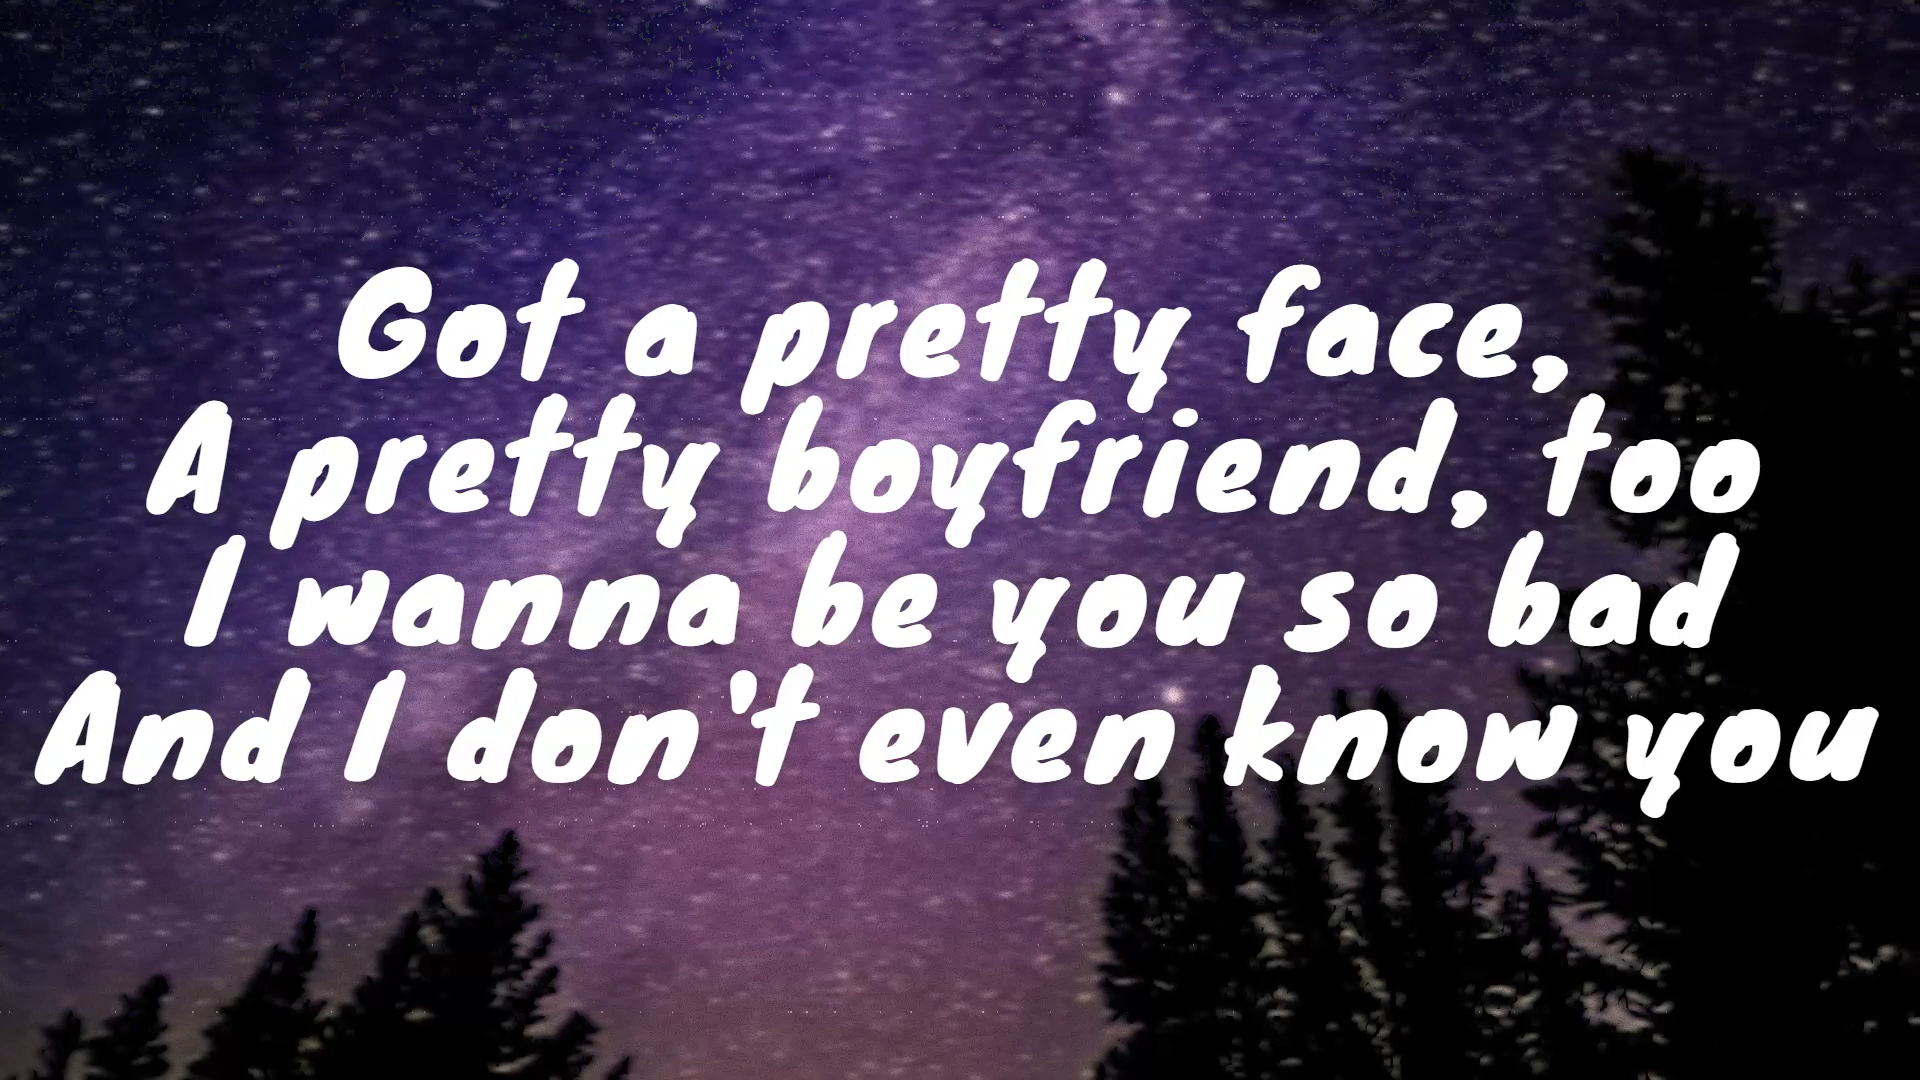 Got a pretty face,
A pretty boyfriend, too
I wanna be you so bad
And I don't even know you